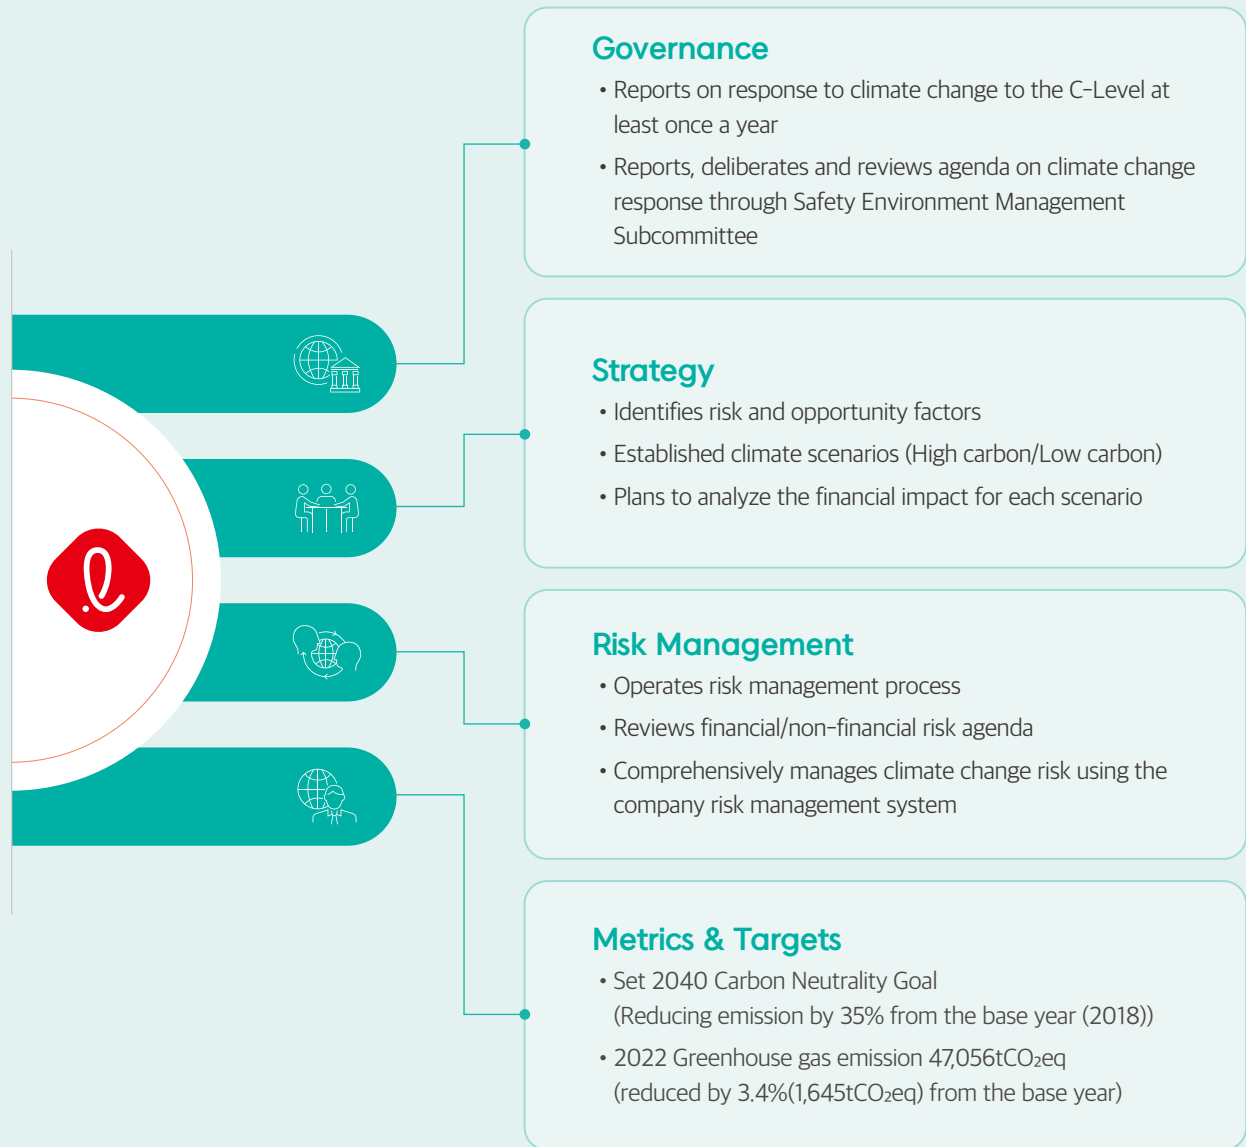 Governance
• Reports on response to climate change to the C-Level at
least once a year
• Reports, deliberates and reviews agenda on climate change
response through Safety Environment Management
Subcommittee
Strategy
• Identifies risk and opportunity factors
• Established climate scenarios (High carbon/Low carbon)
• Plans to analyze the financial impact for each scenario
Risk Management
• Operates risk management process
• Reviews financial/non-financial risk agenda
• Comprehensively manages climate change risk using the
company risk management system
Metrics & Targets
• Set 2040 Carbon Neutrality Goal
(Reducing emission by 35% from the base year (2018))
• 2022 Greenhouse gas emission 47,056tCO₂eq
(reduced by 3.4%(1,645tCO₂eq) from the base year)